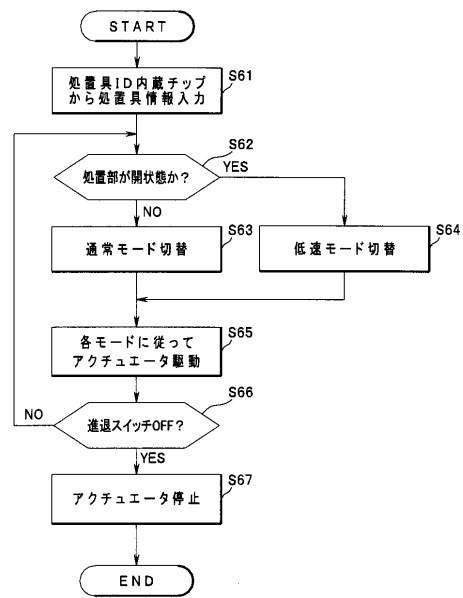 START
S61
処置具ID内蔵チップ
から処置具情報入力
S62
処置部が開状態か?
YES
NO
S63
通常モード切替
S64
低速モード切替
S65
各モードに従って
アクチュエータ駆動
S66
NO
進退スイッチOFF?
YES
S67
アクチュエータ停止
END